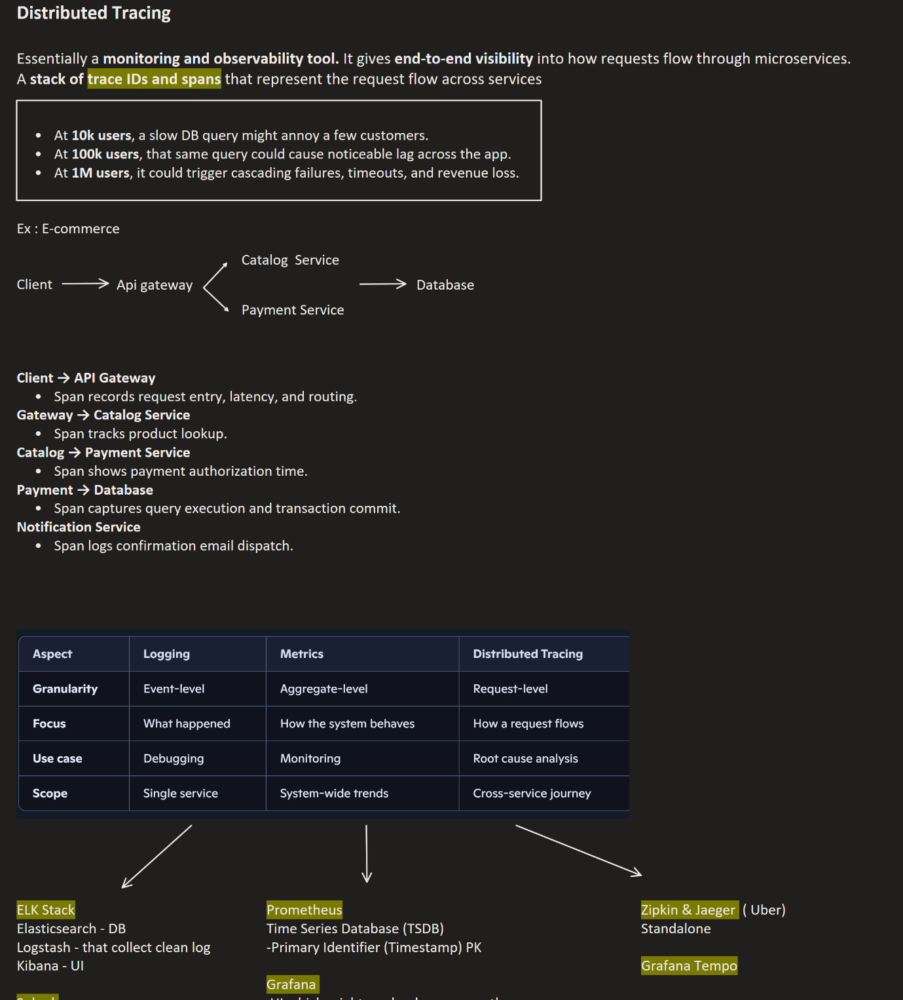 Distributed Tracing
Essentially a monitoring and observability tool. It gives end-to-end visibility into how requests flow through microservices.
A stack of trace IDs and spans that represent the request flow across services
• At 10k users, a slow DB query might annoy a few customers.
• At 100k users, that same query could cause noticeable lag across the app.
• At 1M users, it could trigger cascading failures, timeouts, and revenue loss.
Ex : E-commerce
Catalog Service
Client → Api gateway → Database
Payment Service
Client → API Gateway
• Span records request entry, latency, and routing.
Gateway → Catalog Service
• Span tracks product lookup.
Catalog → Payment Service
• Span shows payment authorization time.
Payment → Database
• Span captures query execution and transaction commit.
Notification Service
• Span logs confirmation email dispatch.
Aspect Logging Metrics Distributed Tracing
Granularity Event-level Aggregate-level Request-level
Focus What happened How the system behaves How a request flows
Use case Debugging Monitoring Root cause analysis
Scope Single service System-wide trends Cross-service journey
ELK Stack
Elasticsearch - DB
Logstash - that collect clean log
Kibana - UI
Prometheus
Time Series Database (TSDB)
-Primary Identifier (Timestamp) PK
Grafana
Zipkin & Jaeger ( Uber)
Standalone
Grafana Tempo